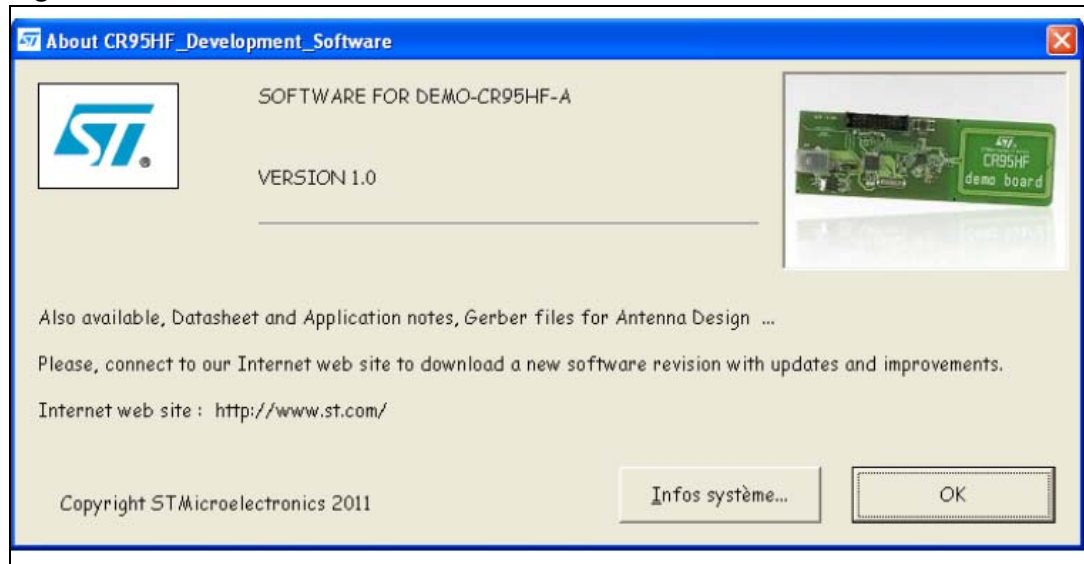 About CR95HF_Development_Software
ST
SOFTWARE FOR DEMO-CR95HF-A
VERSION 1.0
CR95HF
demo board
Also available, Datasheet and Application notes, Gerber files for Antenna Design ...
Please, connect to our Internet web site to download a new software revision with updates and improvements.
Internet web site : http://www.st.com/
Copyright STMicroelectronics 2011
Infos système...
OK